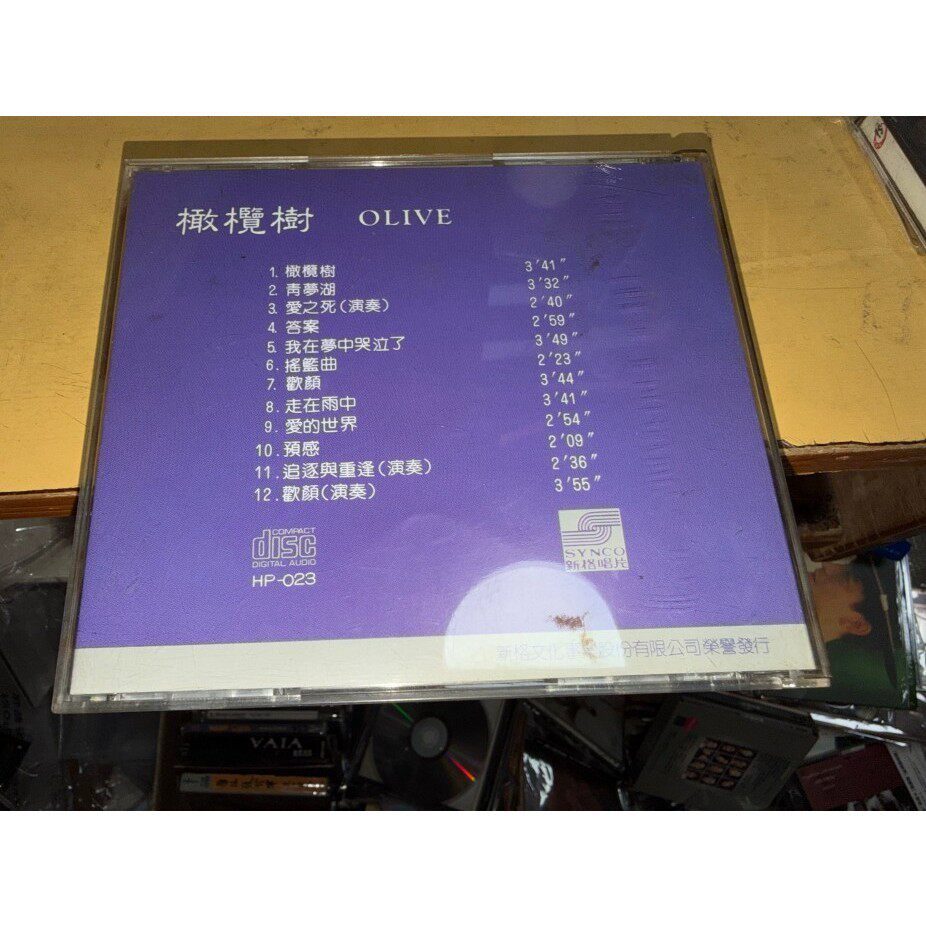 橄欖樹 OLIVE
1. 橄欖樹 3'41"
2. 青夢湖 3'32"
3. 愛之死(演奏) 2'40"
4. 答案 2'59"
5. 我在夢中哭泣了 3'49"
6. 搖籃曲 2'23"
7. 歡顏 3'44"
8. 走在雨中 3'41"
9. 愛的世界 2'54"
10. 預感 2'09"
11. 追逐與重逢(演奏) 2'36"
12. 歡顏(演奏) 3'55"
COMPACT
disc
DIGITAL AUDIO
HP-023
SYNCO
新格唱片
新格文化 股份有限公司榮譽發行
VAIA